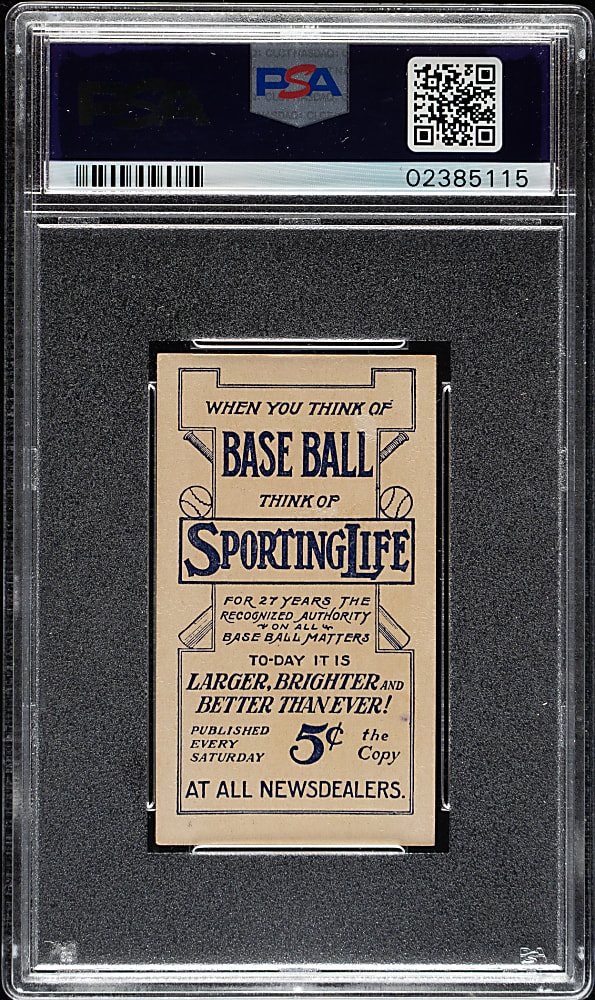 PSA
02385115
WHEN YOU THINK OF
BASE BALL
THINK OF
SPORTING LIFE
FOR 27 YEARS THE
RECOGNIZED AUTHORITY
ON ALL
BASE BALL MATTERS
TO-DAY IT IS
LARGER, BRIGHTER AND
BETTER THAN EVER!
PUBLISHED
EVERY
SATURDAY
5¢
the
Copy
AT ALL NEWSDEALERS.